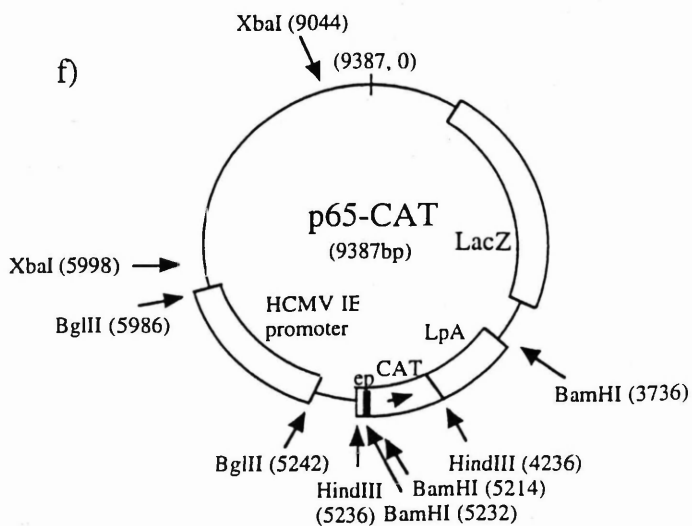 XbaI (9044)
f)
(9387, 0)
p65-CAT
(9387bp)
LacZ
XbaI (5998)
BglII (5986)
HCMV IE
promoter
LpA
ep
CAT
BamHI (3736)
BglII (5242)
HindIII (4236)
HindIII
(5236)
BamHI (5214)
BamHI (5232)